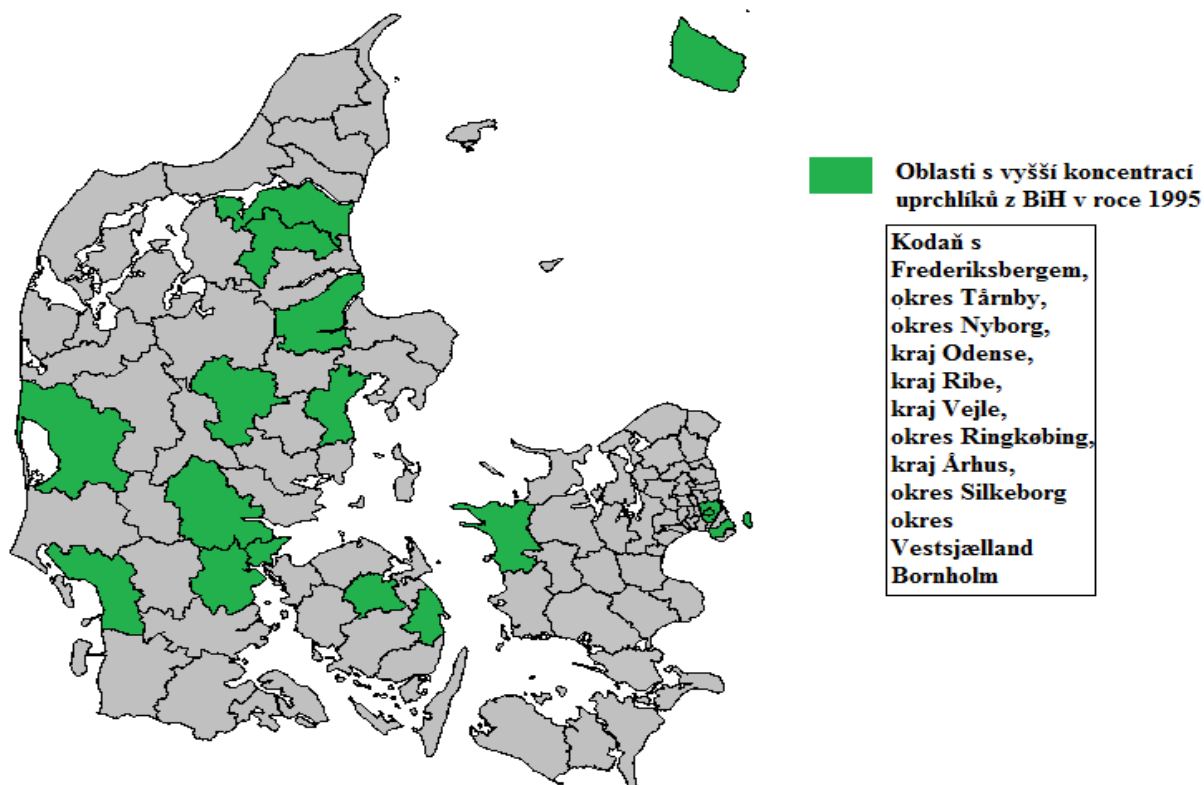 Oblasti s vyšší koncentrací
uprchlíků z BiH v roce 1995
Kodaň s
Frederiksbergem,
okres Tårnby,
okres Nyborg,
kraj Odense,
kraj Ribe,
kraj Vejle,
okres Ringkøbing,
kraj Århus,
okres Silkeborg
okres
Vestsjælland
Bornholm